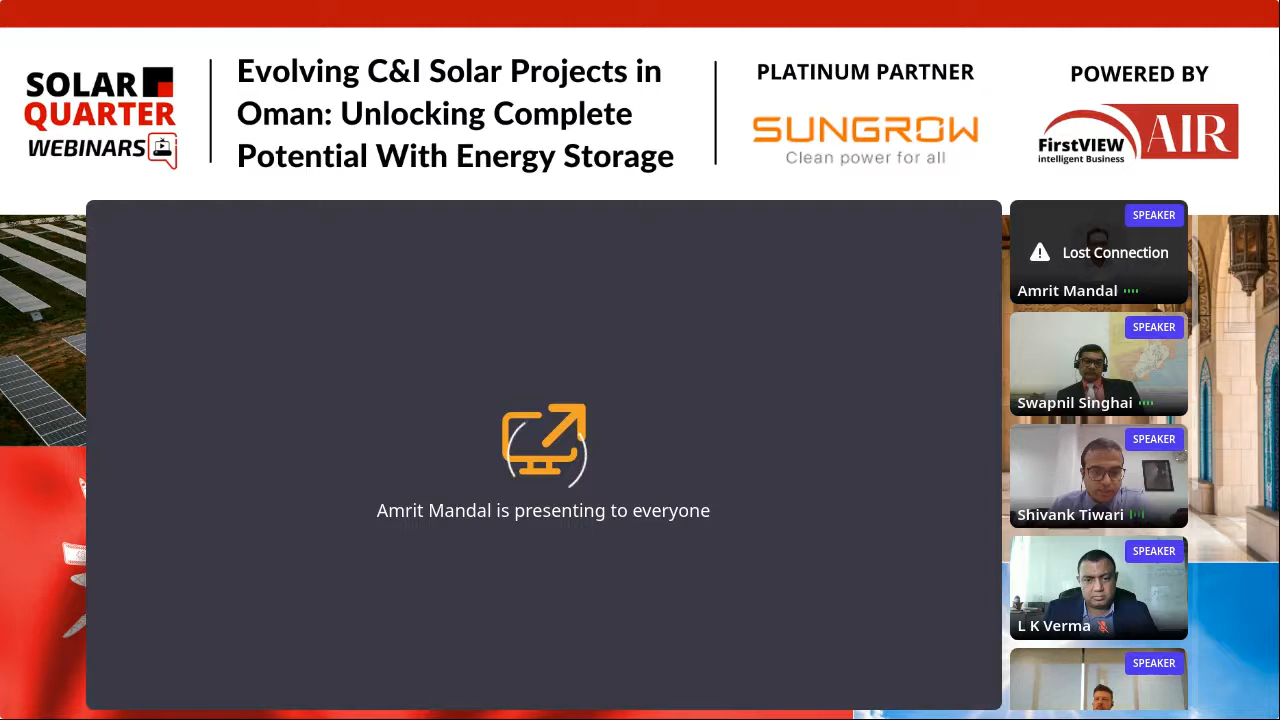 SOLAR
QUARTER
WEBINARS
Evolving C&I Solar Projects in
Oman: Unlocking Complete
Potential With Energy Storage
PLATINUM PARTNER
SUNGROW
Clean power for all
POWERED BY
FirstVIEW
intelligent Business
AIR
Amrit Mandal is presenting to everyone
SPEAKER
Lost Connection
Amrit Mandal
SPEAKER
Swapnil Singhai
SPEAKER
Shivank Tiwari
SPEAKER
L K Verma
SPEAKER